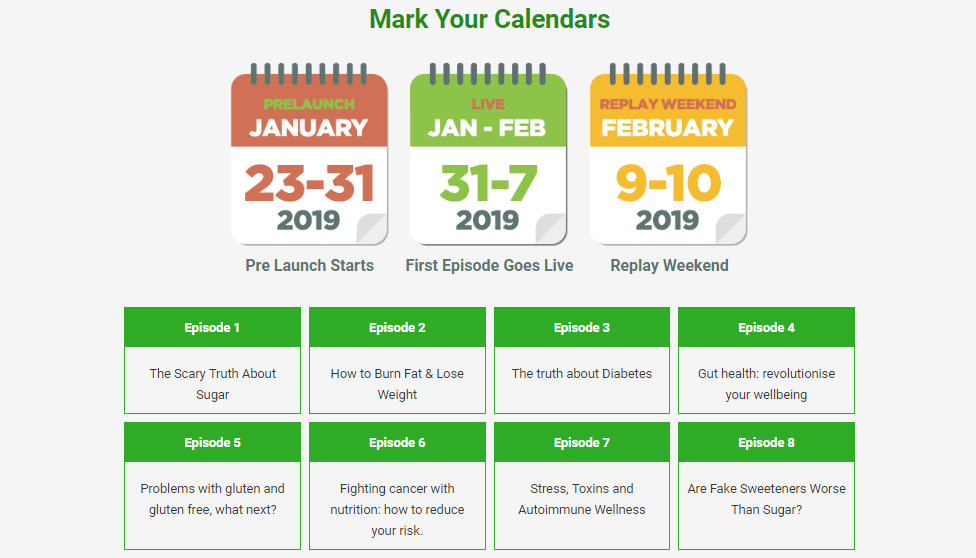 Mark Your Calendars
PRELAUNCH
JANUARY
23-31
2019
Pre Launch Starts
LIVE
JAN - FEB
31-7
2019
First Episode Goes Live
REPLAY WEEKEND
FEBRUARY
9-10
2019
Replay Weekend
Episode 1
The Scary Truth About
Sugar
Episode 2
How to Burn Fat & Lose
Weight
Episode 3
The truth about Diabetes
Episode 4
Gut health: revolutionise
your wellbeing
Episode 5
Problems with gluten and
gluten free, what next?
Episode 6
Fighting cancer with
nutrition: how to reduce
your risk.
Episode 7
Stress, Toxins and
Autoimmune Wellness
Episode 8
Are Fake Sweeteners Worse
Than Sugar?